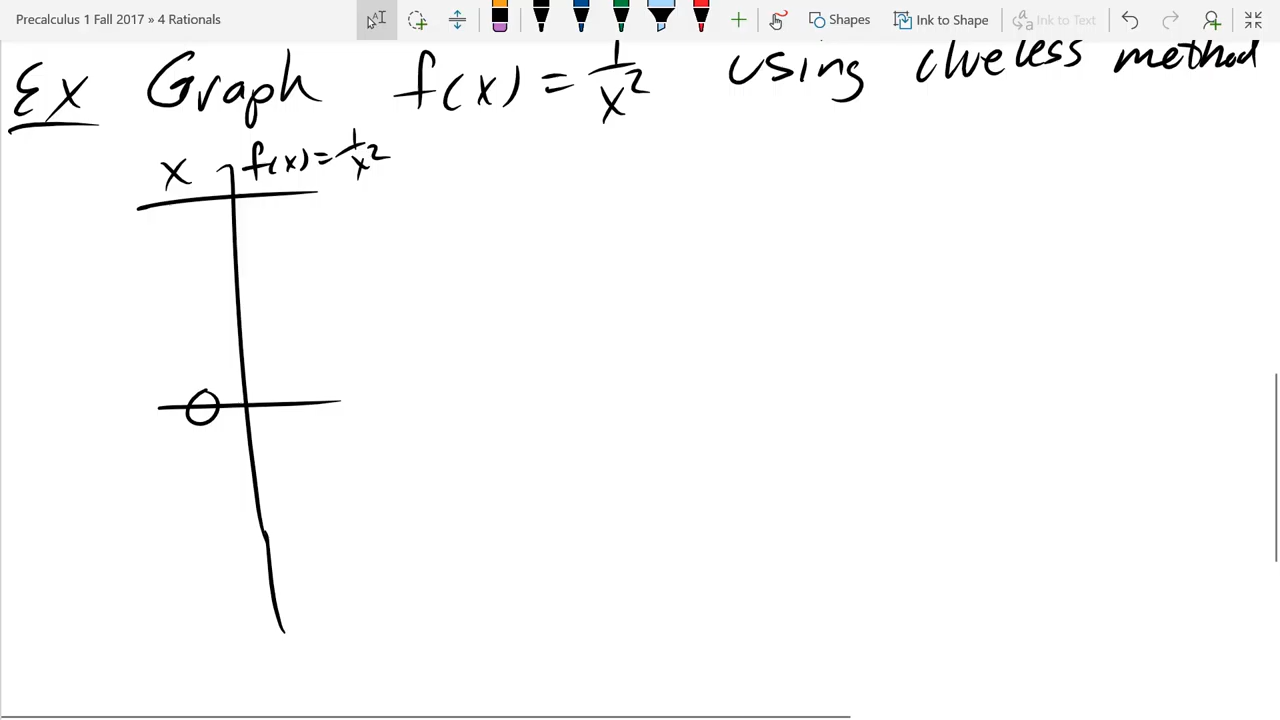 Precalculus 1 Fall 2017 » 4 Rationals
Shapes Ink to Shape Ink to Text
Ex Graph f(x) = 1/x² using clueless method
x f(x) = 1/x²
0